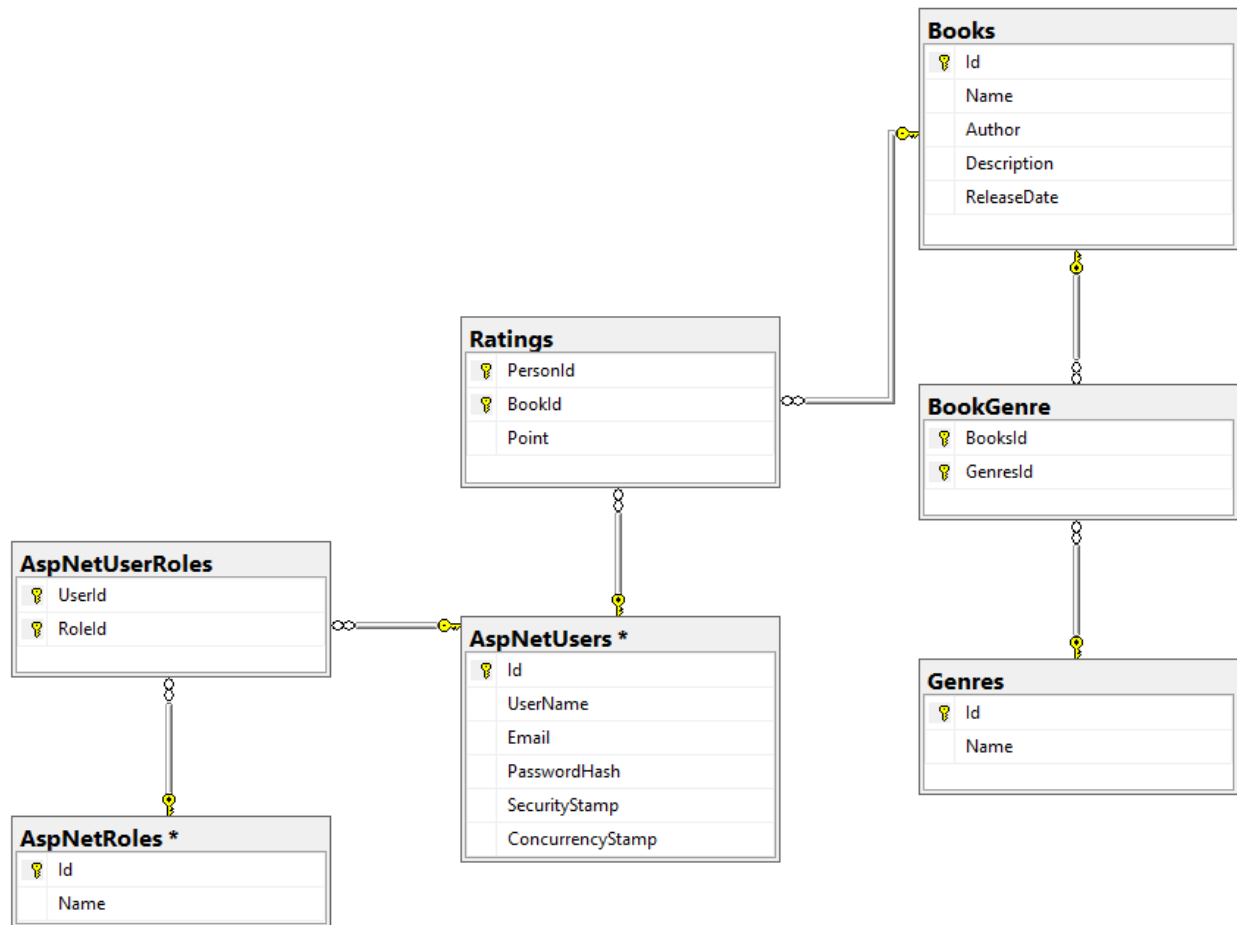 Books
Id
Name
Author
Description
ReleaseDate
Ratings
PersonId
BookId
Point
BookGenre
BooksId
GenresId
AspNetUserRoles
UserId
RoleId
AspNetUsers *
Id
UserName
Email
PasswordHash
SecurityStamp
ConcurrencyStamp
Genres
Id
Name
AspNetRoles *
Id
Name